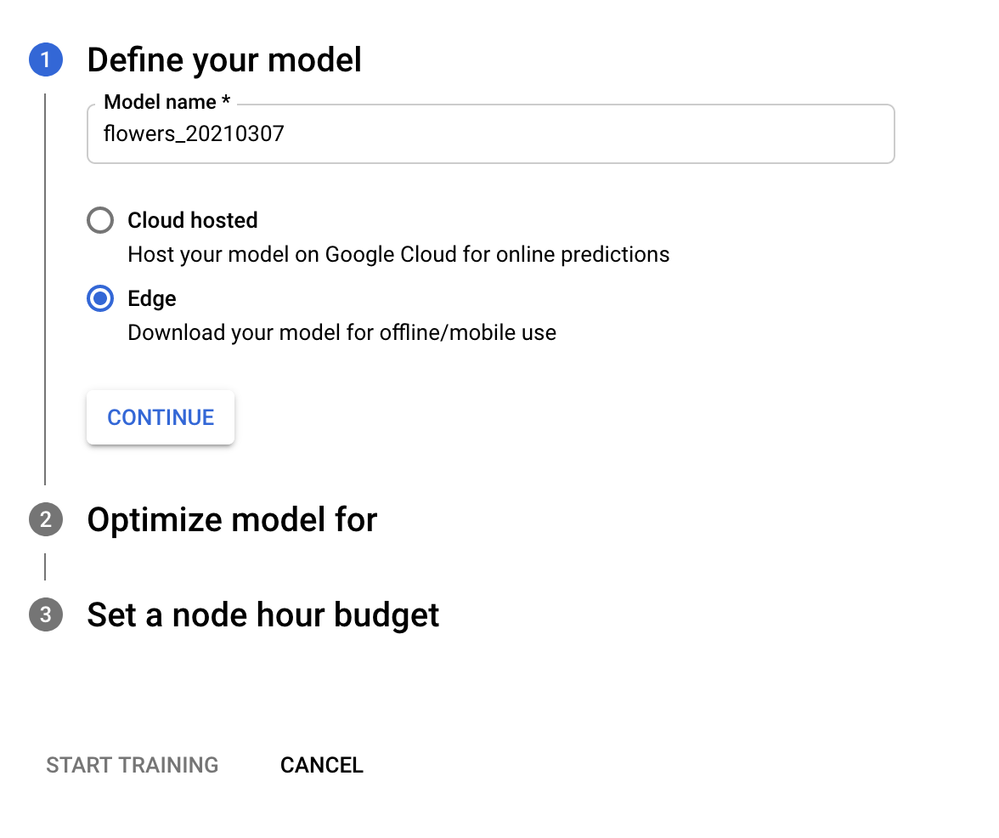 1 Define your model
Model name *
flowers_20210307
Cloud hosted
Host your model on Google Cloud for online predictions
Edge
Download your model for offline/mobile use
CONTINUE
2 Optimize model for
3 Set a node hour budget
START TRAINING CANCEL